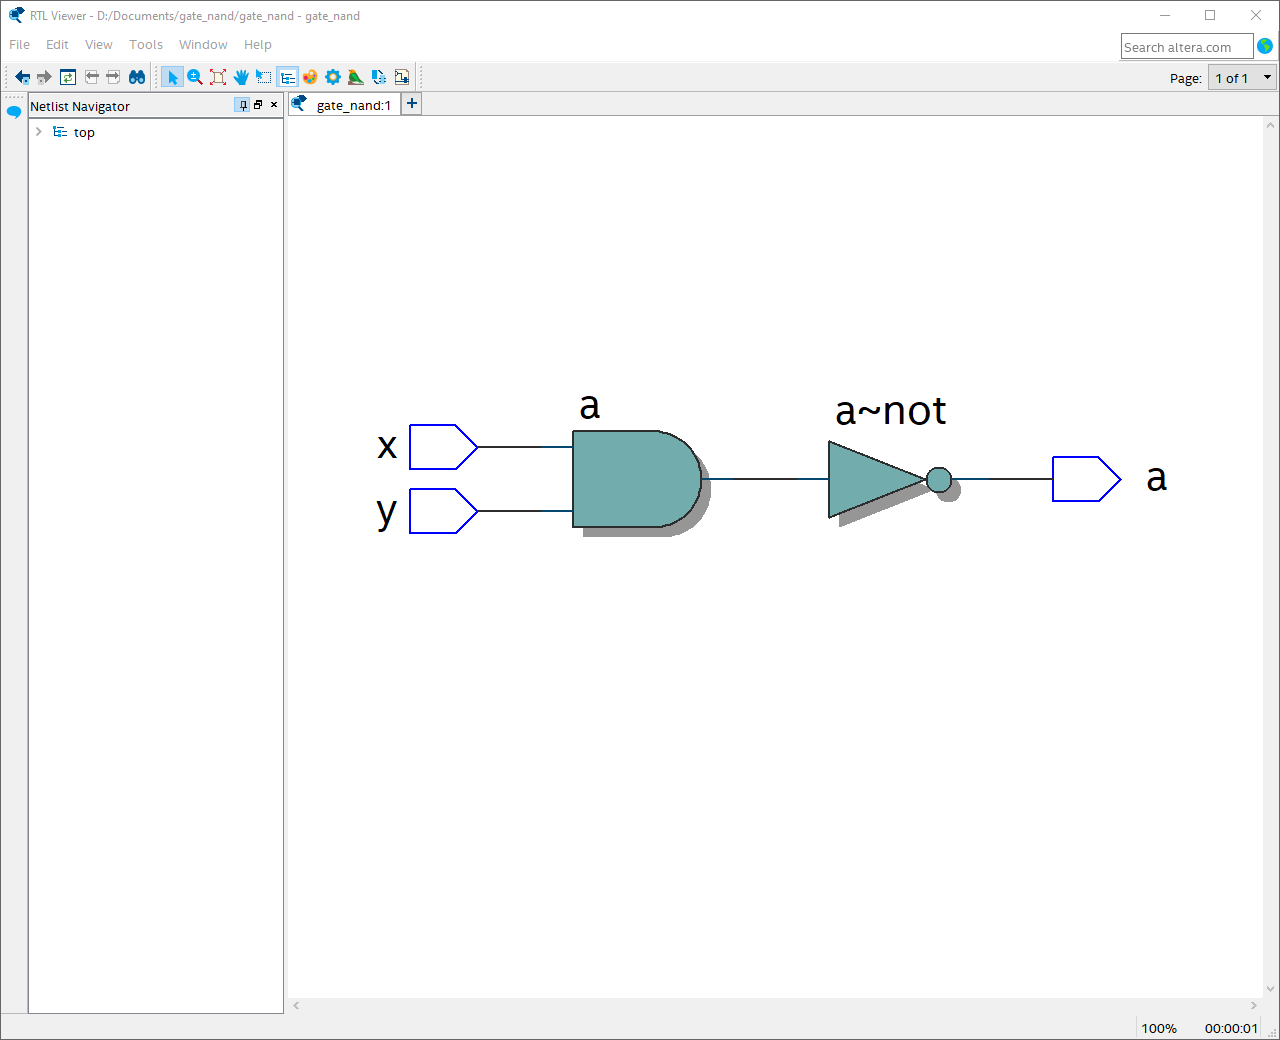 RTL Viewer - D:/Documents/gate_nand/gate_nand - gate_nand
File Edit View Tools Window Help
Search altera.com
Page: 1 of 1
Netlist Navigator
gate_nand:1
top
a
a~not
x
y
a
100% 00:00:01